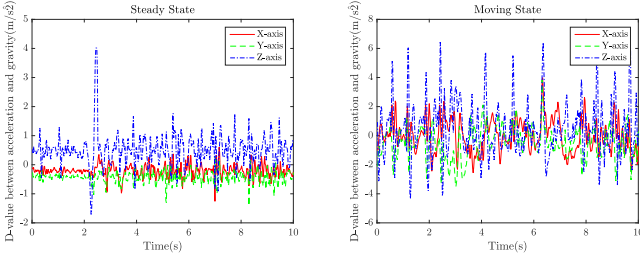 Steady State
D-value between acceleration and gravity(m/s2)
5
4
3
2
1
0
-1
-2
0
2
4
6
8
10
Time(s)
X-axis
Y-axis
Z-axis
Moving State
D-value between acceleration and gravity(m/s2)
8
6
4
2
0
-2
-4
-6
0
2
4
6
8
10
Time(s)
X-axis
Y-axis
Z-axis